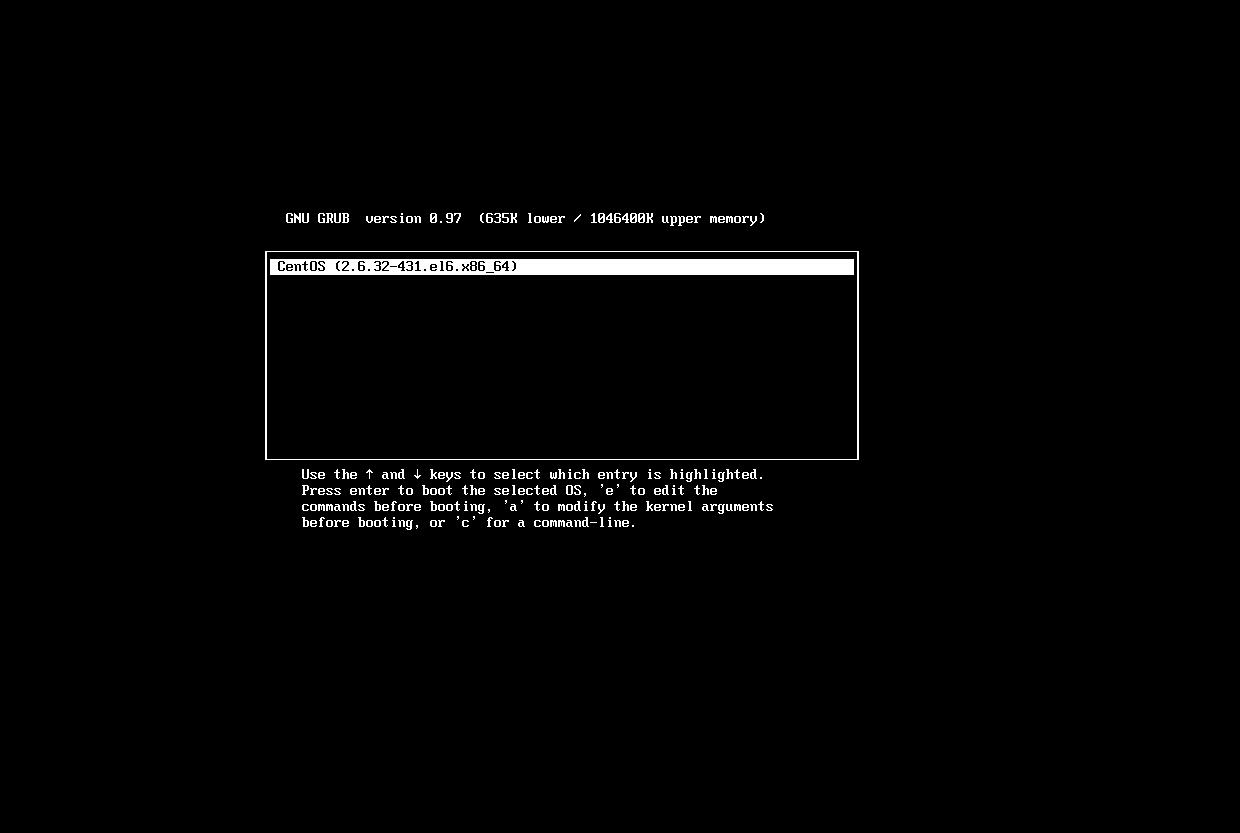 GNU GRUB  version 0.97  (635K lower / 1046400K upper memory)
CentOS (2.6.32-431.el6.x86_64)
Use the ↑ and ↓ keys to select which entry is highlighted.
Press enter to boot the selected OS, 'e' to edit the
commands before booting, 'a' to modify the kernel arguments
before booting, or 'c' for a command-line.